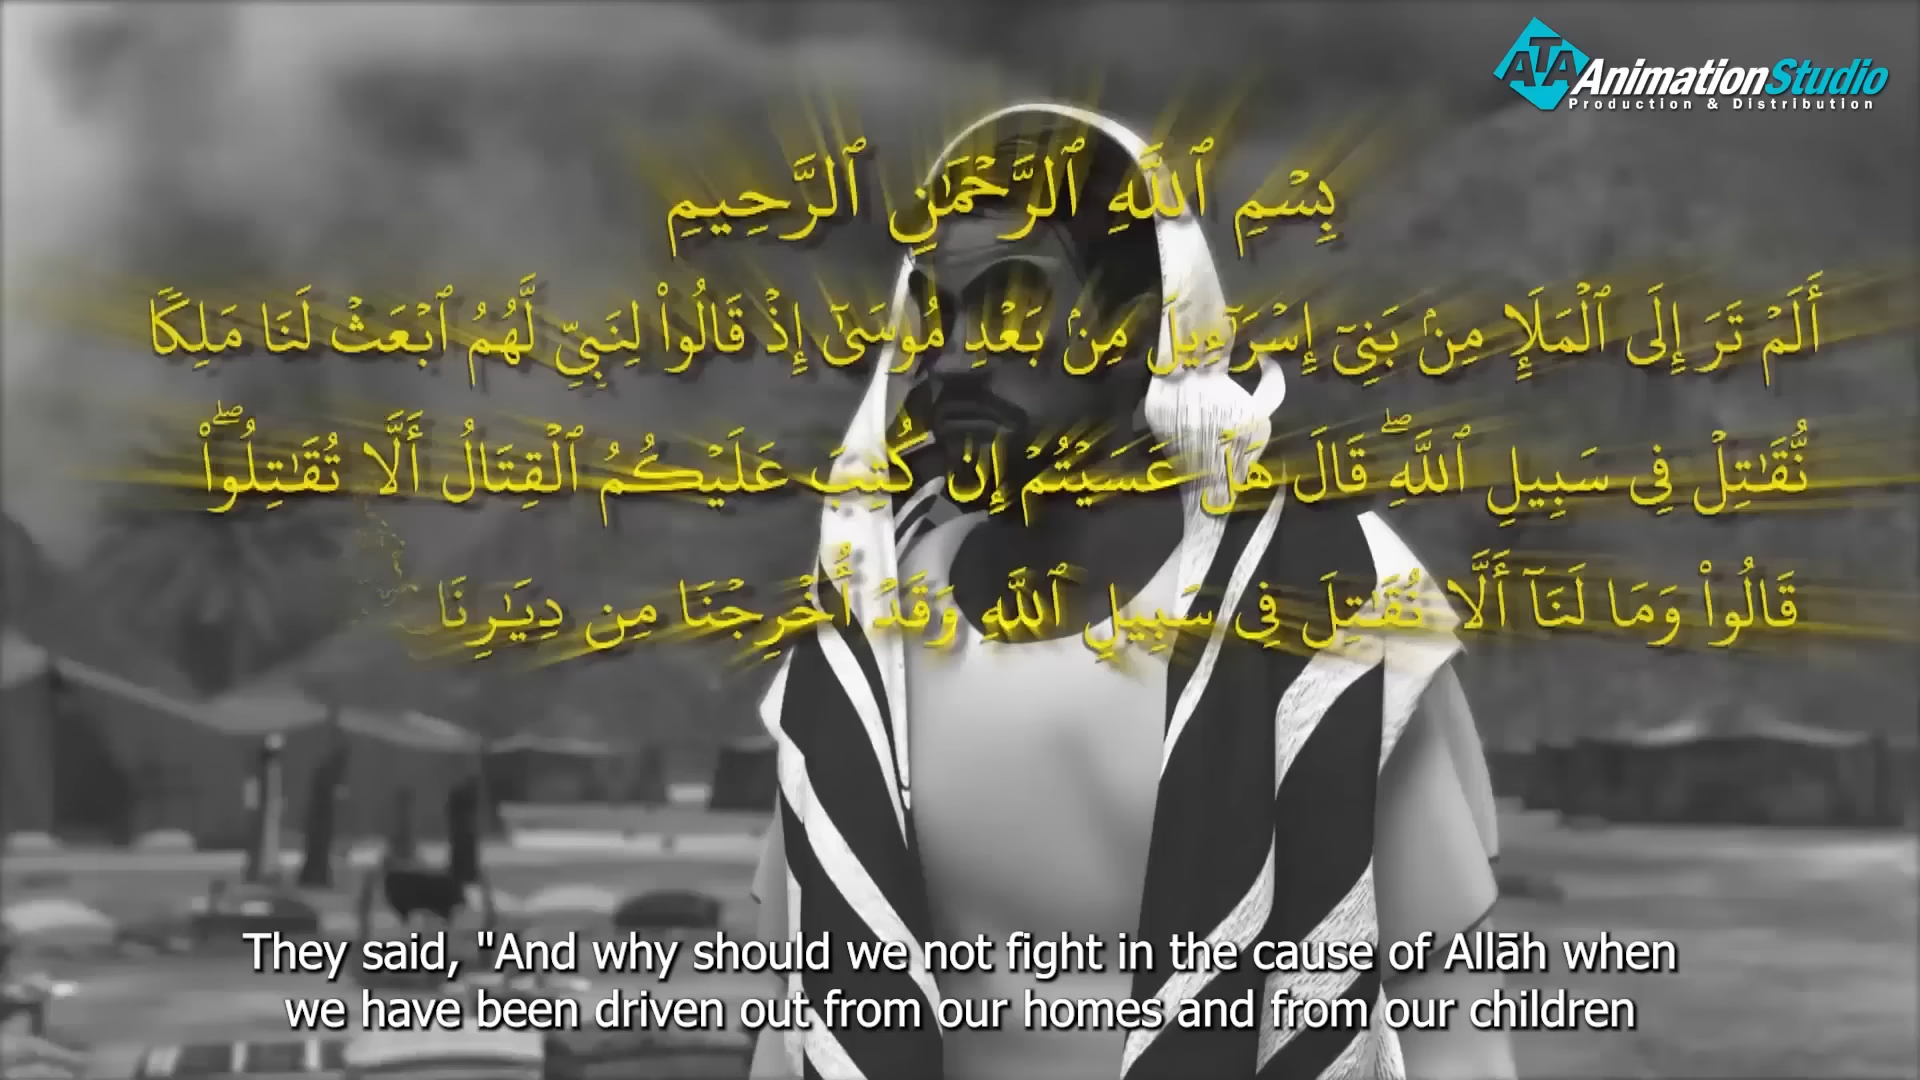 ATA AnimationStudio
Production & Distribution
بِسْمِ ٱللَّهِ ٱلرَّحْمَـٰنِ ٱلرَّحِيمِ
أَلَمْ تَرَ إِلَى ٱلْمَلَإِ مِنۢ بَنِىٓ إِسْرَٰٓءِيلَ مِنۢ بَعْدِ مُوسَىٰٓ إِذْ قَالُوا۟ لِنَبِىٍّ لَّهُمُ ٱبْعَثْ لَنَا مَلِكًا
نُّقَـٰتِلْ فِى سَبِيلِ ٱللَّهِ ۖ قَالَ هَلْ عَسَيْتُمْ إِن كُتِبَ عَلَيْكُمُ ٱلْقِتَالُ أَلَّا تُقَـٰتِلُوا۟ ۖ
قَالُوا۟ وَمَا لَنَآ أَلَّا نُقَـٰتِلَ فِى سَبِيلِ ٱللَّهِ وَقَدْ أُخْرِجْنَا مِن دِيَـٰرِنَا
They said, "And why should we not fight in the cause of Allāh when
we have been driven out from our homes and from our children